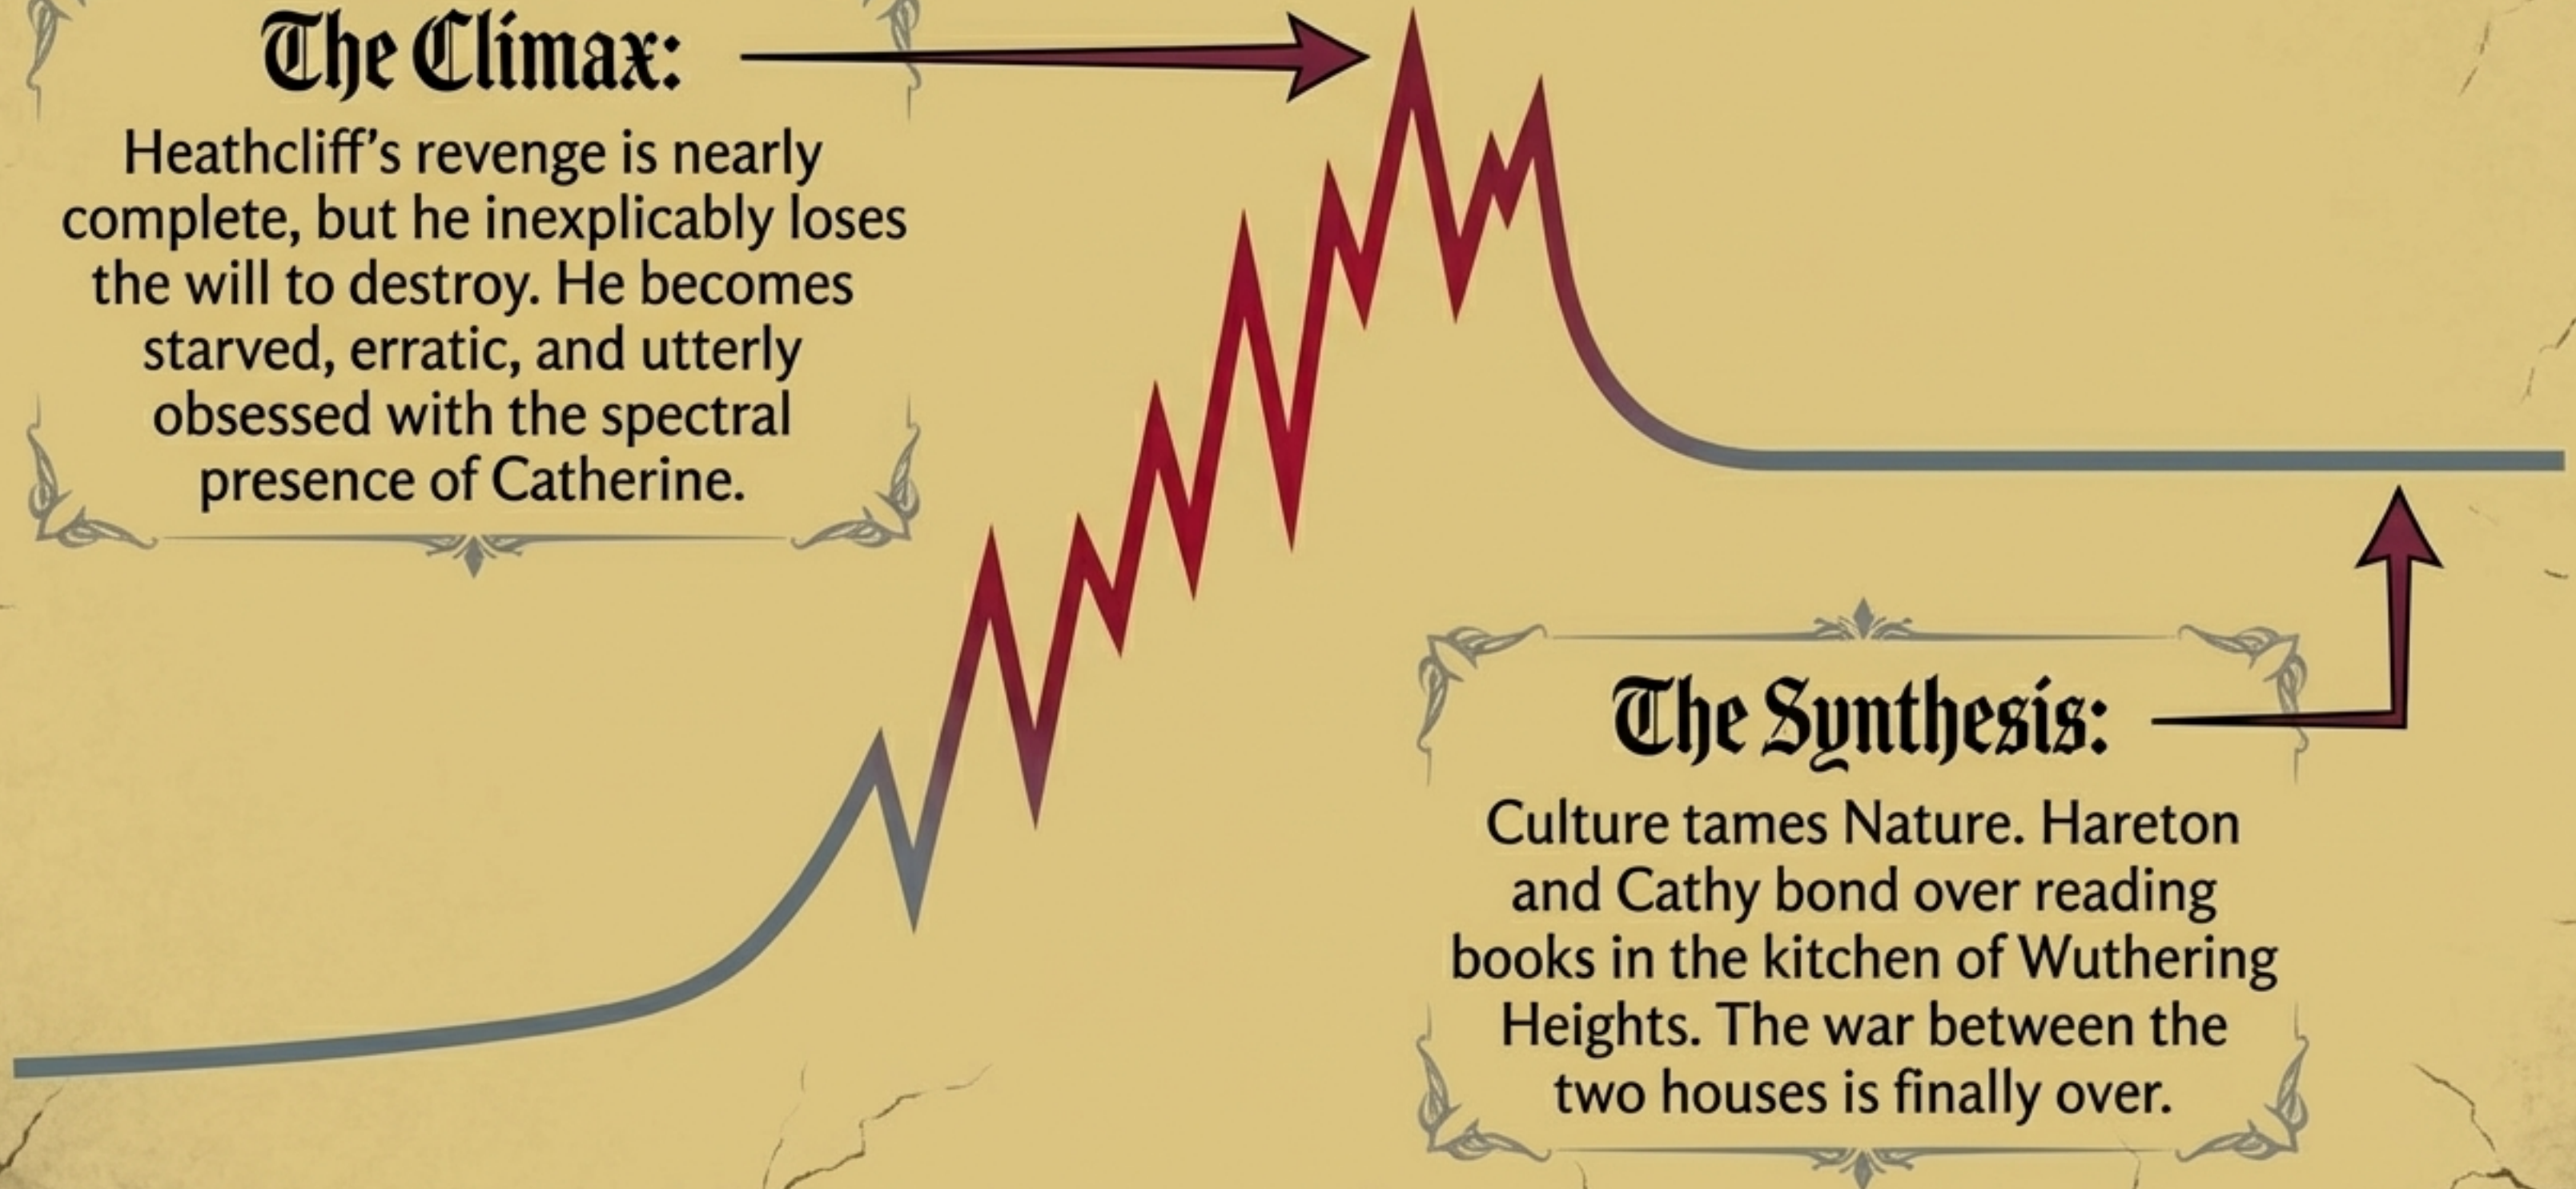 The Climax:
Heathcliff’s revenge is nearly
complete, but he inexplicably loses
the will to destroy. He becomes
starved, erratic, and utterly
obsessed with the spectral
presence of Catherine.
The Synthesis:
Culture tames Nature. Hareton
and Cathy bond over reading
books in the kitchen of Wuthering
Heights. The war between the
two houses is finally over.